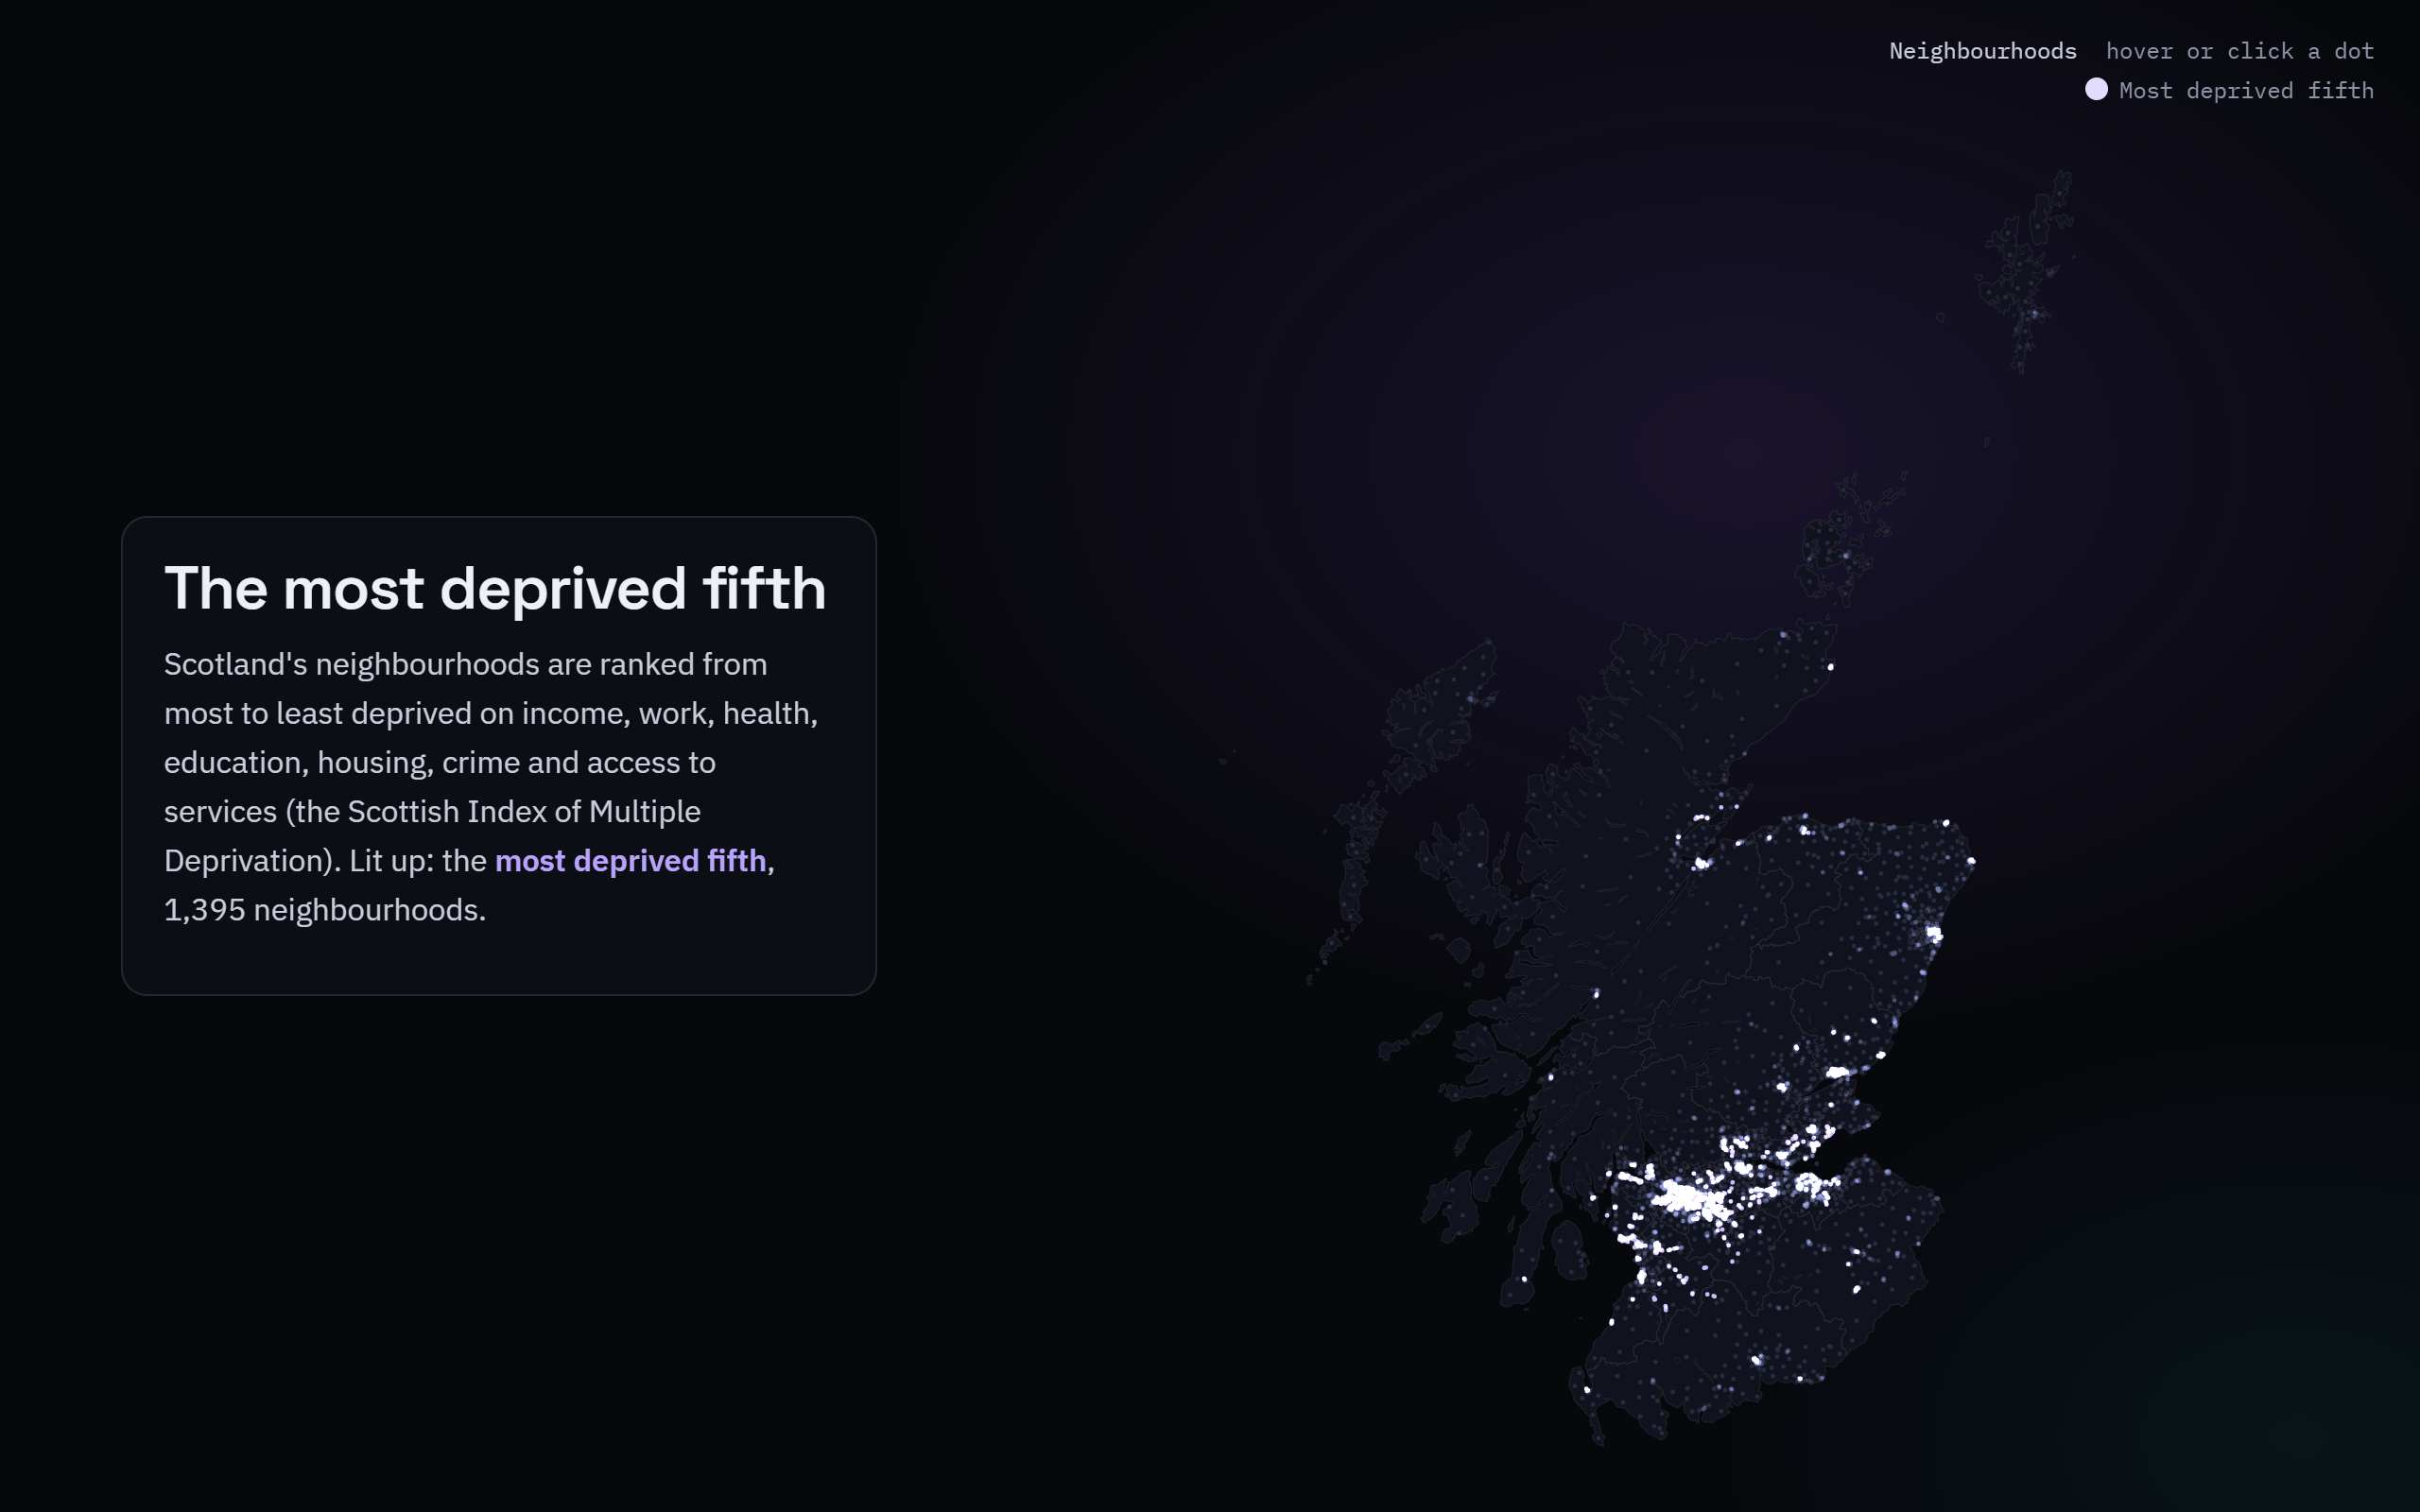 Neighbourhoods hover or click a dot
Most deprived fifth
The most deprived fifth
Scotland's neighbourhoods are ranked from
most to least deprived on income, work, health,
education, housing, crime and access to
services (the Scottish Index of Multiple
Deprivation). Lit up: the most deprived fifth,
1,395 neighbourhoods.